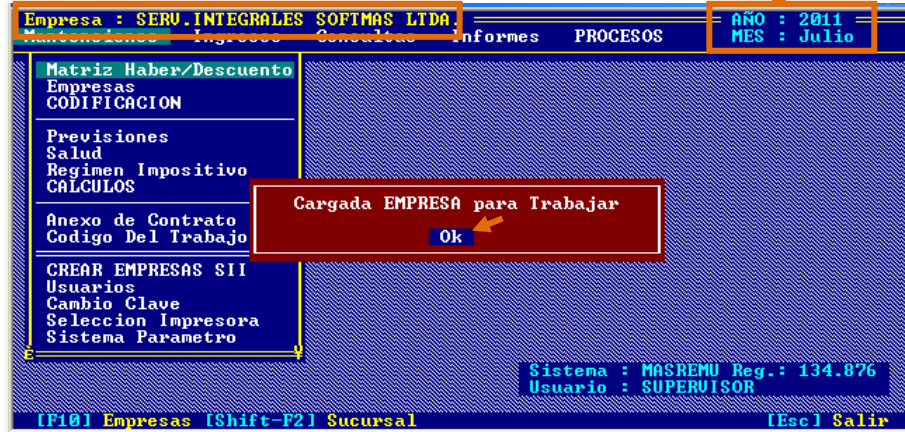 Empresa : SERV.INTEGRALES SOFTMAS LTDA.
AÑO : 2011
Mantenciones Ingresos Consultas Informes PROCESOS
MES : Julio
Matriz Haber/Descuento
Empresas
CODIFICACION
Previsiones
Salud
Regimen Impositivo
CALCULOS
Anexo de Contrato
Codigo Del Trabajo
CREAR EMPRESAS SII
Usuarios
Cambio Clave
Seleccion Impresora
Sistema Parametro
Cargada EMPRESA para Trabajar
Ok
Sistema : MASREMU Reg.: 134.876
Usuario : SUPERVISOR
[F10] Empresas [Shift-F2] Sucursal
[Esc] Salir